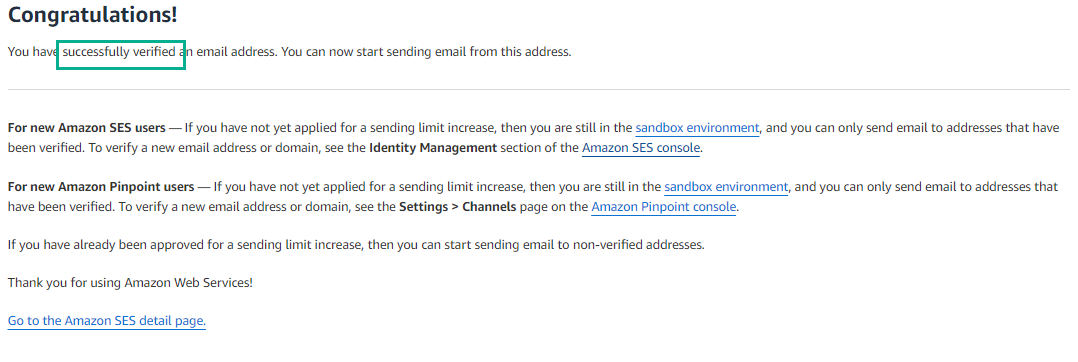 Congratulations!
You have successfully verified an email address. You can now start sending email from this address.
For new Amazon SES users — If you have not yet applied for a sending limit increase, then you are still in the sandbox environment, and you can only send email to addresses that have
been verified. To verify a new email address or domain, see the Identity Management section of the Amazon SES console.
For new Amazon Pinpoint users — If you have not yet applied for a sending limit increase, then you are still in the sandbox environment, and you can only send email to addresses that
have been verified. To verify a new email address or domain, see the Settings > Channels page on the Amazon Pinpoint console.
If you have already been approved for a sending limit increase, then you can start sending email to non-verified addresses.
Thank you for using Amazon Web Services!
Go to the Amazon SES detail page.